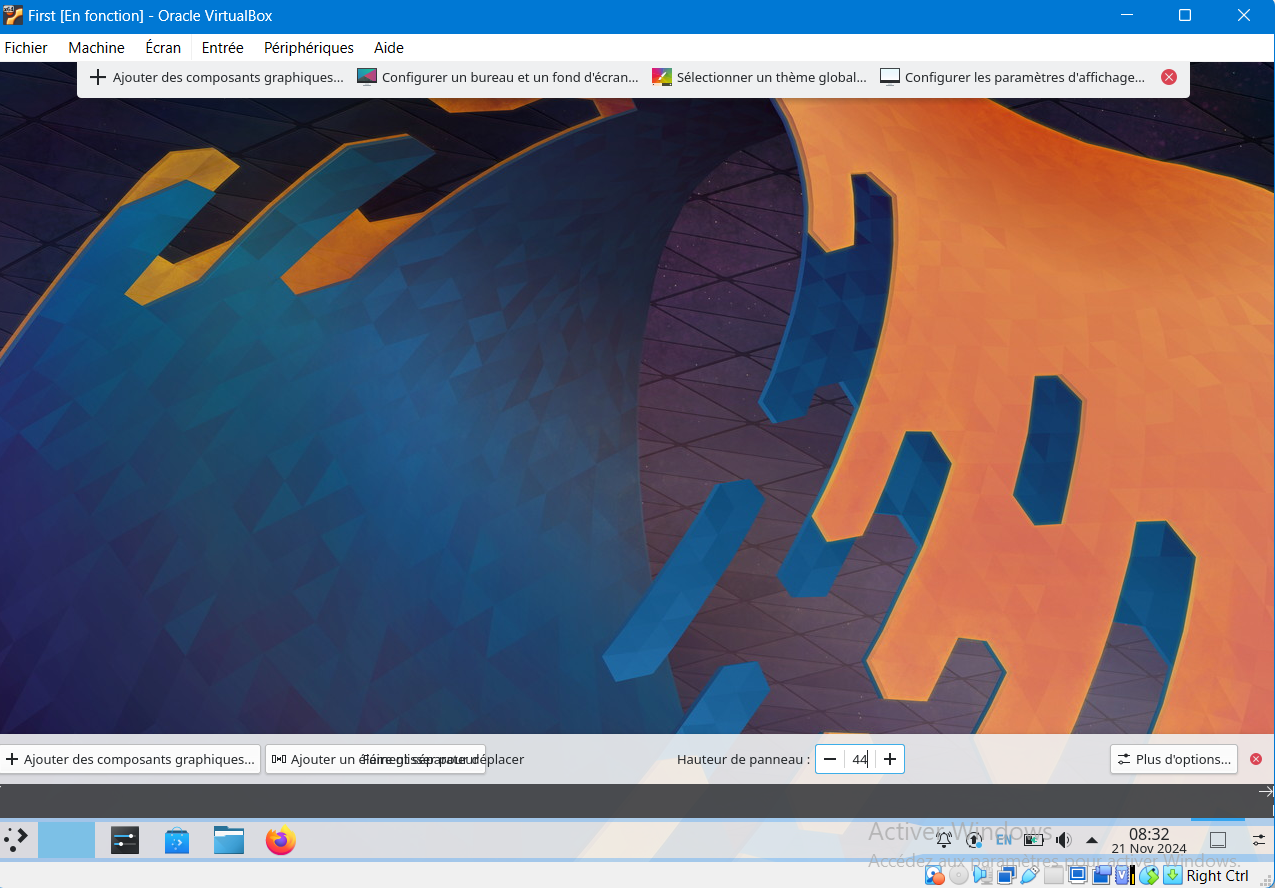 First [En fonction] - Oracle VirtualBox
Fichier Machine Écran Entrée Périphériques Aide
Ajouter des composants graphiques... Configurer un bureau et un fond d'écran... Sélectionner un thème global... Configurer les paramètres d'affichage...
Ajouter des composants graphiques... Ajouter un élément séparateur Faire glisser pour déplacer Hauteur de panneau : 44 Plus d'options...
Activer Windows
EN 08:32
21 Nov 2024
Accédez aux paramètres pour activer Windows.
Right Ctrl